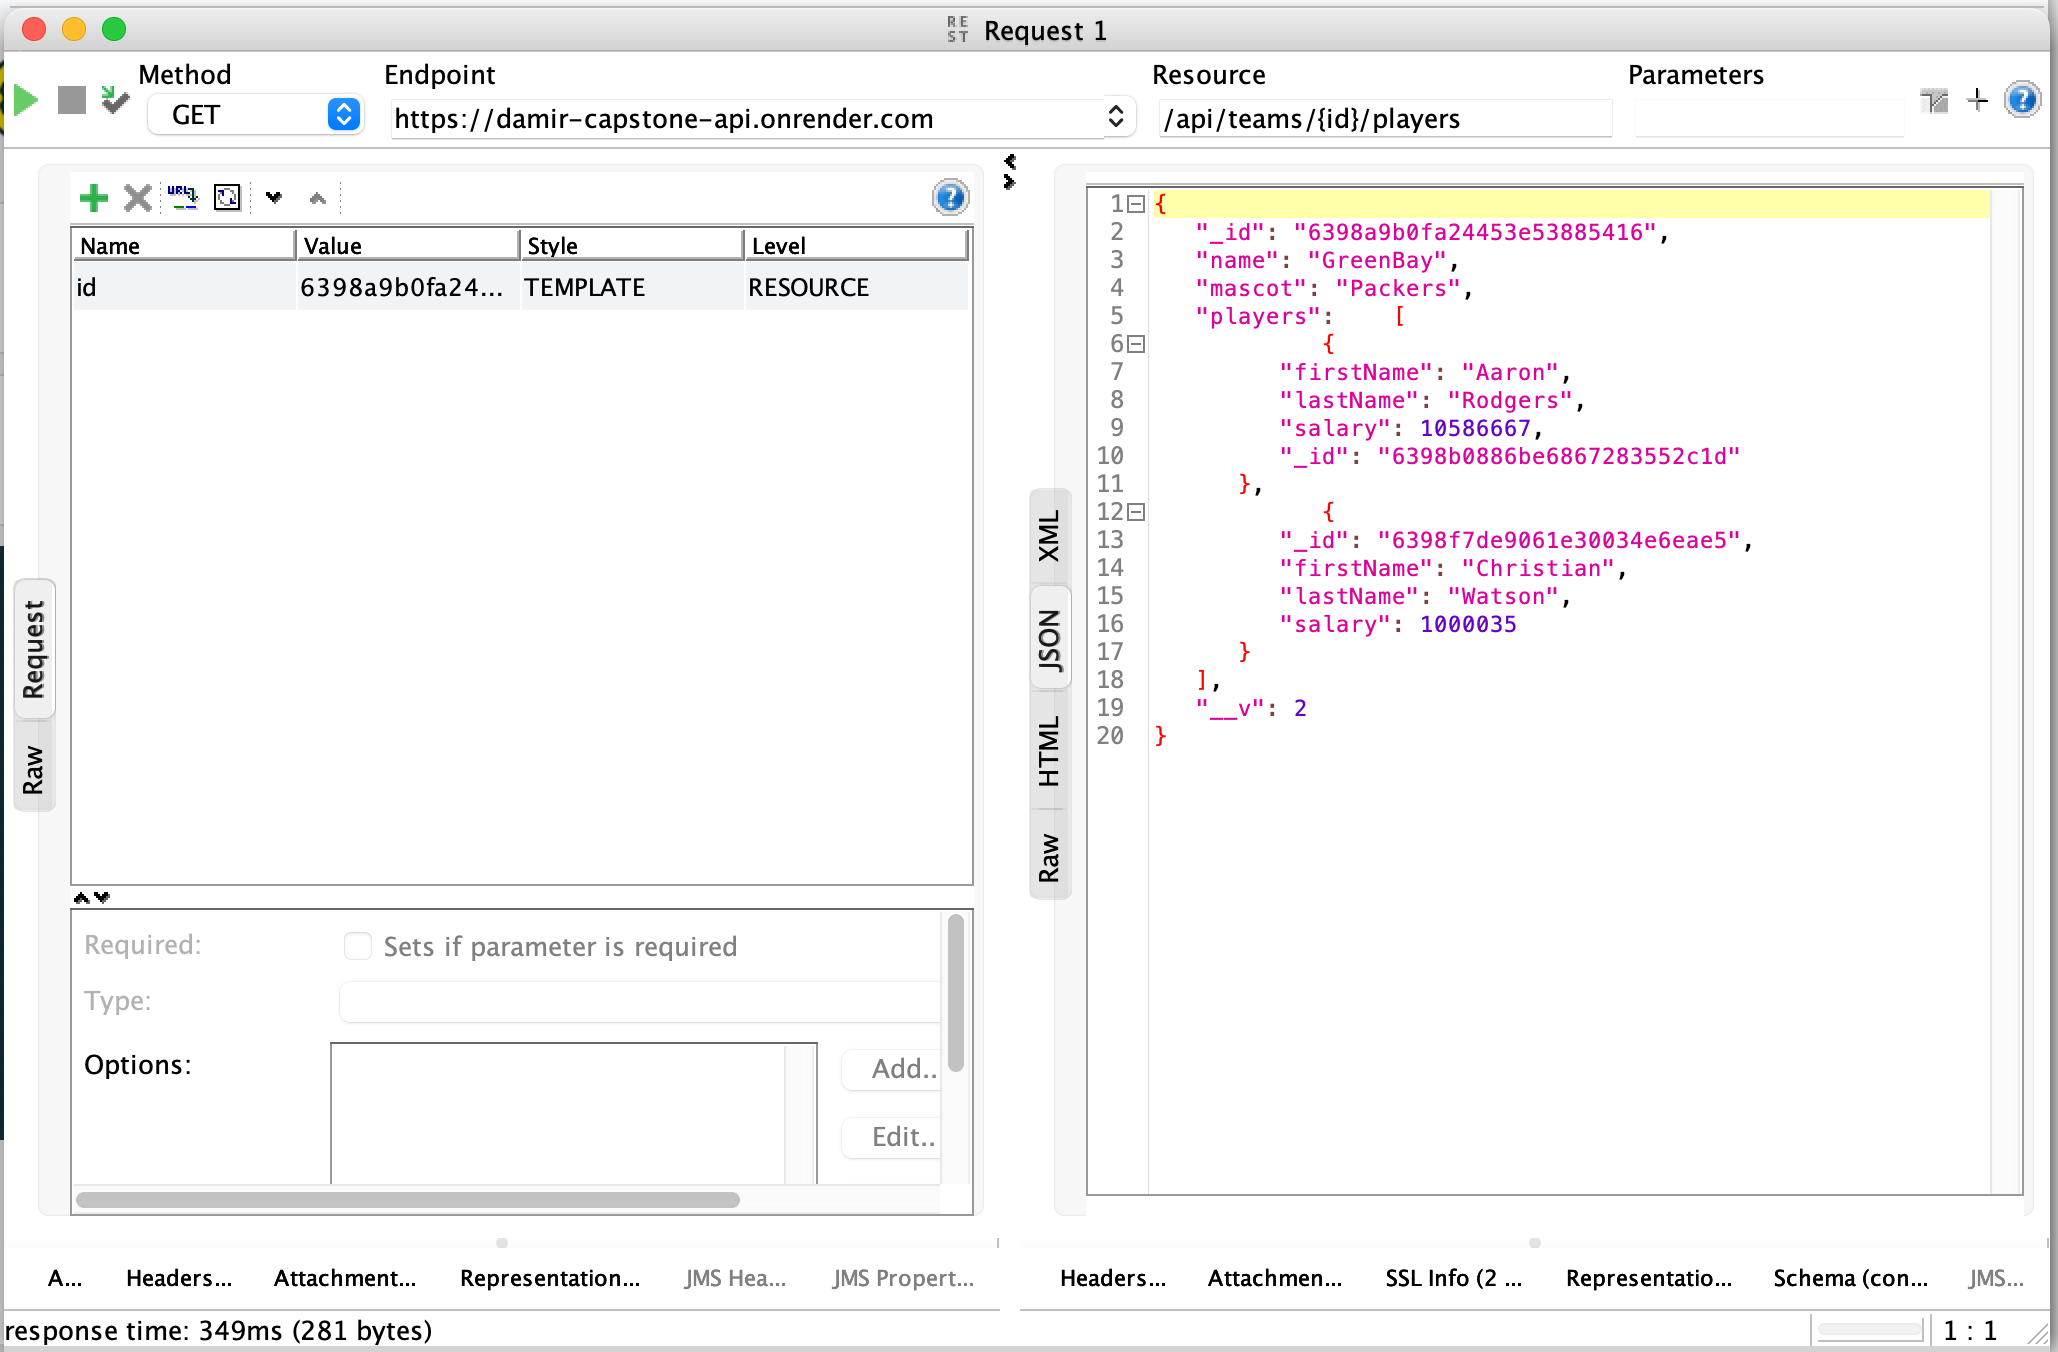 REST Request 1
Method
Endpoint
Resource
Parameters
GET
https://damir-capstone-api.onrender.com
/api/teams/{id}/players
URL
Name Value Style Level
id 6398a9b0fa24... TEMPLATE RESOURCE
Request
Raw
Required:
Sets if parameter is required
Type:
Options:
Add..
Edit..
XML
JSON
HTML
Raw
1 {
2 "_id": "6398a9b0fa24453e53885416",
3 "name": "GreenBay",
4 "mascot": "Packers",
5 "players": [
6 {
7 "firstName": "Aaron",
8 "lastName": "Rodgers",
9 "salary": 10586667,
10 "_id": "6398b0886be6867283552c1d"
11 },
12 {
13 "_id": "6398f7de9061e30034e6eae5",
14 "firstName": "Christian",
15 "lastName": "Watson",
16 "salary": 1000035
17 }
18 ],
19 "__v": 2
20 }
A... Headers... Attachment... Representation... JMS Hea... JMS Propert...
Headers... Attachmen... SSL Info (2 ... Representatio... Schema (con... JMS...
response time: 349ms (281 bytes)
1 : 1